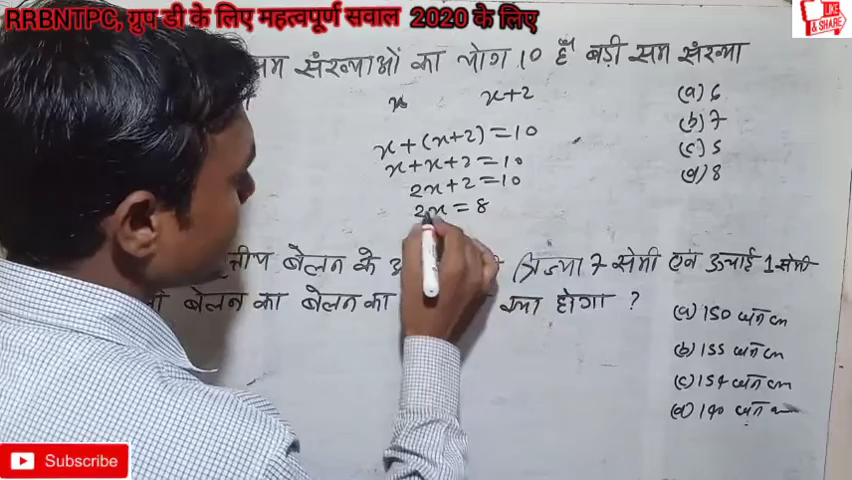 RRBNTPC, ग्रुप डी के लिए महत्वपूर्ण सवाल 2020 के लिए
LIKE & SHARE
सम संख्याओं का योग 10 है बड़ी सम संख्या
x x+2
(a) 6
(b) 7
(c) 5
(d) 8
x+(x+2)=10
x+x+2=10
2x+2=10
2x=8
बेलन के त्रिज्या 7 सेमी एवं ऊचाई 1 सेमी
बेलन का बेलन का क्या होगा ?
(a) 150 घन cm
(b) 155 घन cm
(c) 154 घन cm
(d) 140 घन
Subscribe